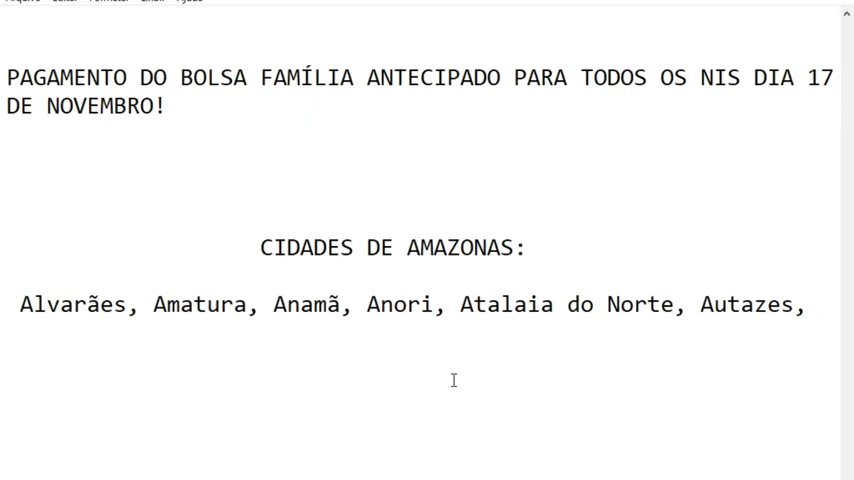 PAGAMENTO DO BOLSA FAMÍLIA ANTECIPADO PARA TODOS OS NIS DIA 17
DE NOVEMBRO!
CIDADES DE AMAZONAS:
Alvarães, Amatura, Anamã, Anori, Atalaia do Norte, Autazes,